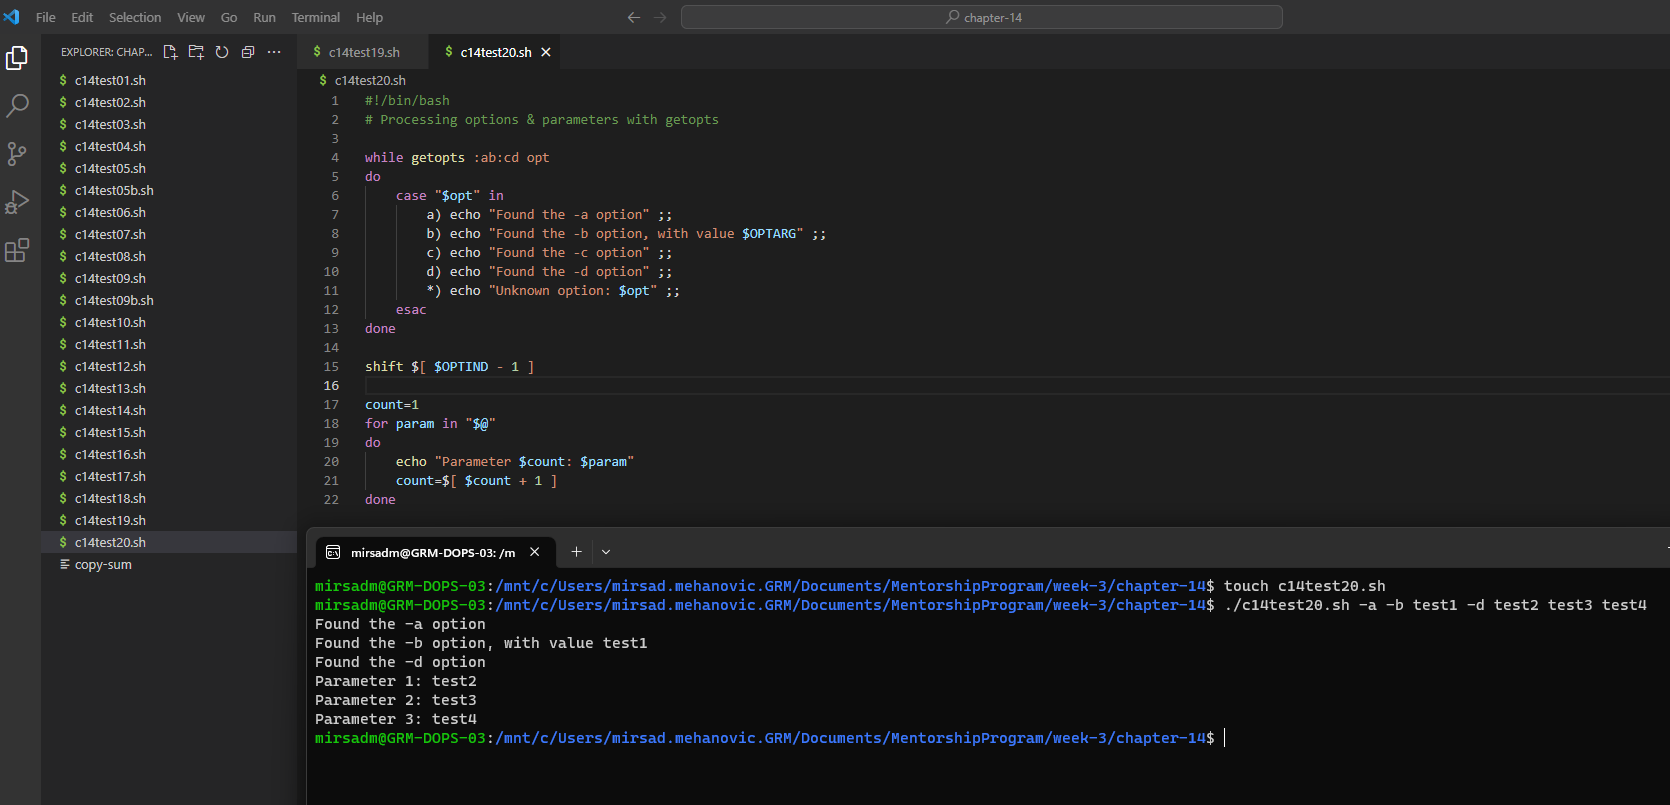 File Edit Selection View Go Run Terminal Help
chapter-14
EXPLORER: CHAP...
c14test01.sh
c14test02.sh
c14test03.sh
c14test04.sh
c14test05.sh
c14test05b.sh
c14test06.sh
c14test07.sh
c14test08.sh
c14test09.sh
c14test09b.sh
c14test10.sh
c14test11.sh
c14test12.sh
c14test13.sh
c14test14.sh
c14test15.sh
c14test16.sh
c14test17.sh
c14test18.sh
c14test19.sh
c14test20.sh
copy-sum
$ c14test19.sh $ c14test20.sh
$ c14test20.sh
1 #!/bin/bash
2 # Processing options & parameters with getopts
3
4 while getopts :ab:cd opt
5 do
6 case "$opt" in
7 a) echo "Found the -a option" ;;
8 b) echo "Found the -b option, with value $OPTARG" ;;
9 c) echo "Found the -c option" ;;
10 d) echo "Found the -d option" ;;
11 *) echo "Unknown option: $opt" ;;
12 esac
13 done
14
15 shift $[ $OPTIND - 1 ]
16
17 count=1
18 for param in "$@"
19 do
20 echo "Parameter $count: $param"
21 count=$[ $count + 1 ]
22 done
mirsadm@GRM-DOPS-03: /m
mirsadm@GRM-DOPS-03:/mnt/c/Users/mirsad.mehanovic.GRM/Documents/MentorshipProgram/week-3/chapter-14$ touch c14test20.sh
mirsadm@GRM-DOPS-03:/mnt/c/Users/mirsad.mehanovic.GRM/Documents/MentorshipProgram/week-3/chapter-14$ ./c14test20.sh -a -b test1 -d test2 test3 test4
Found the -a option
Found the -b option, with value test1
Found the -d option
Parameter 1: test2
Parameter 2: test3
Parameter 3: test4
mirsadm@GRM-DOPS-03:/mnt/c/Users/mirsad.mehanovic.GRM/Documents/MentorshipProgram/week-3/chapter-14$